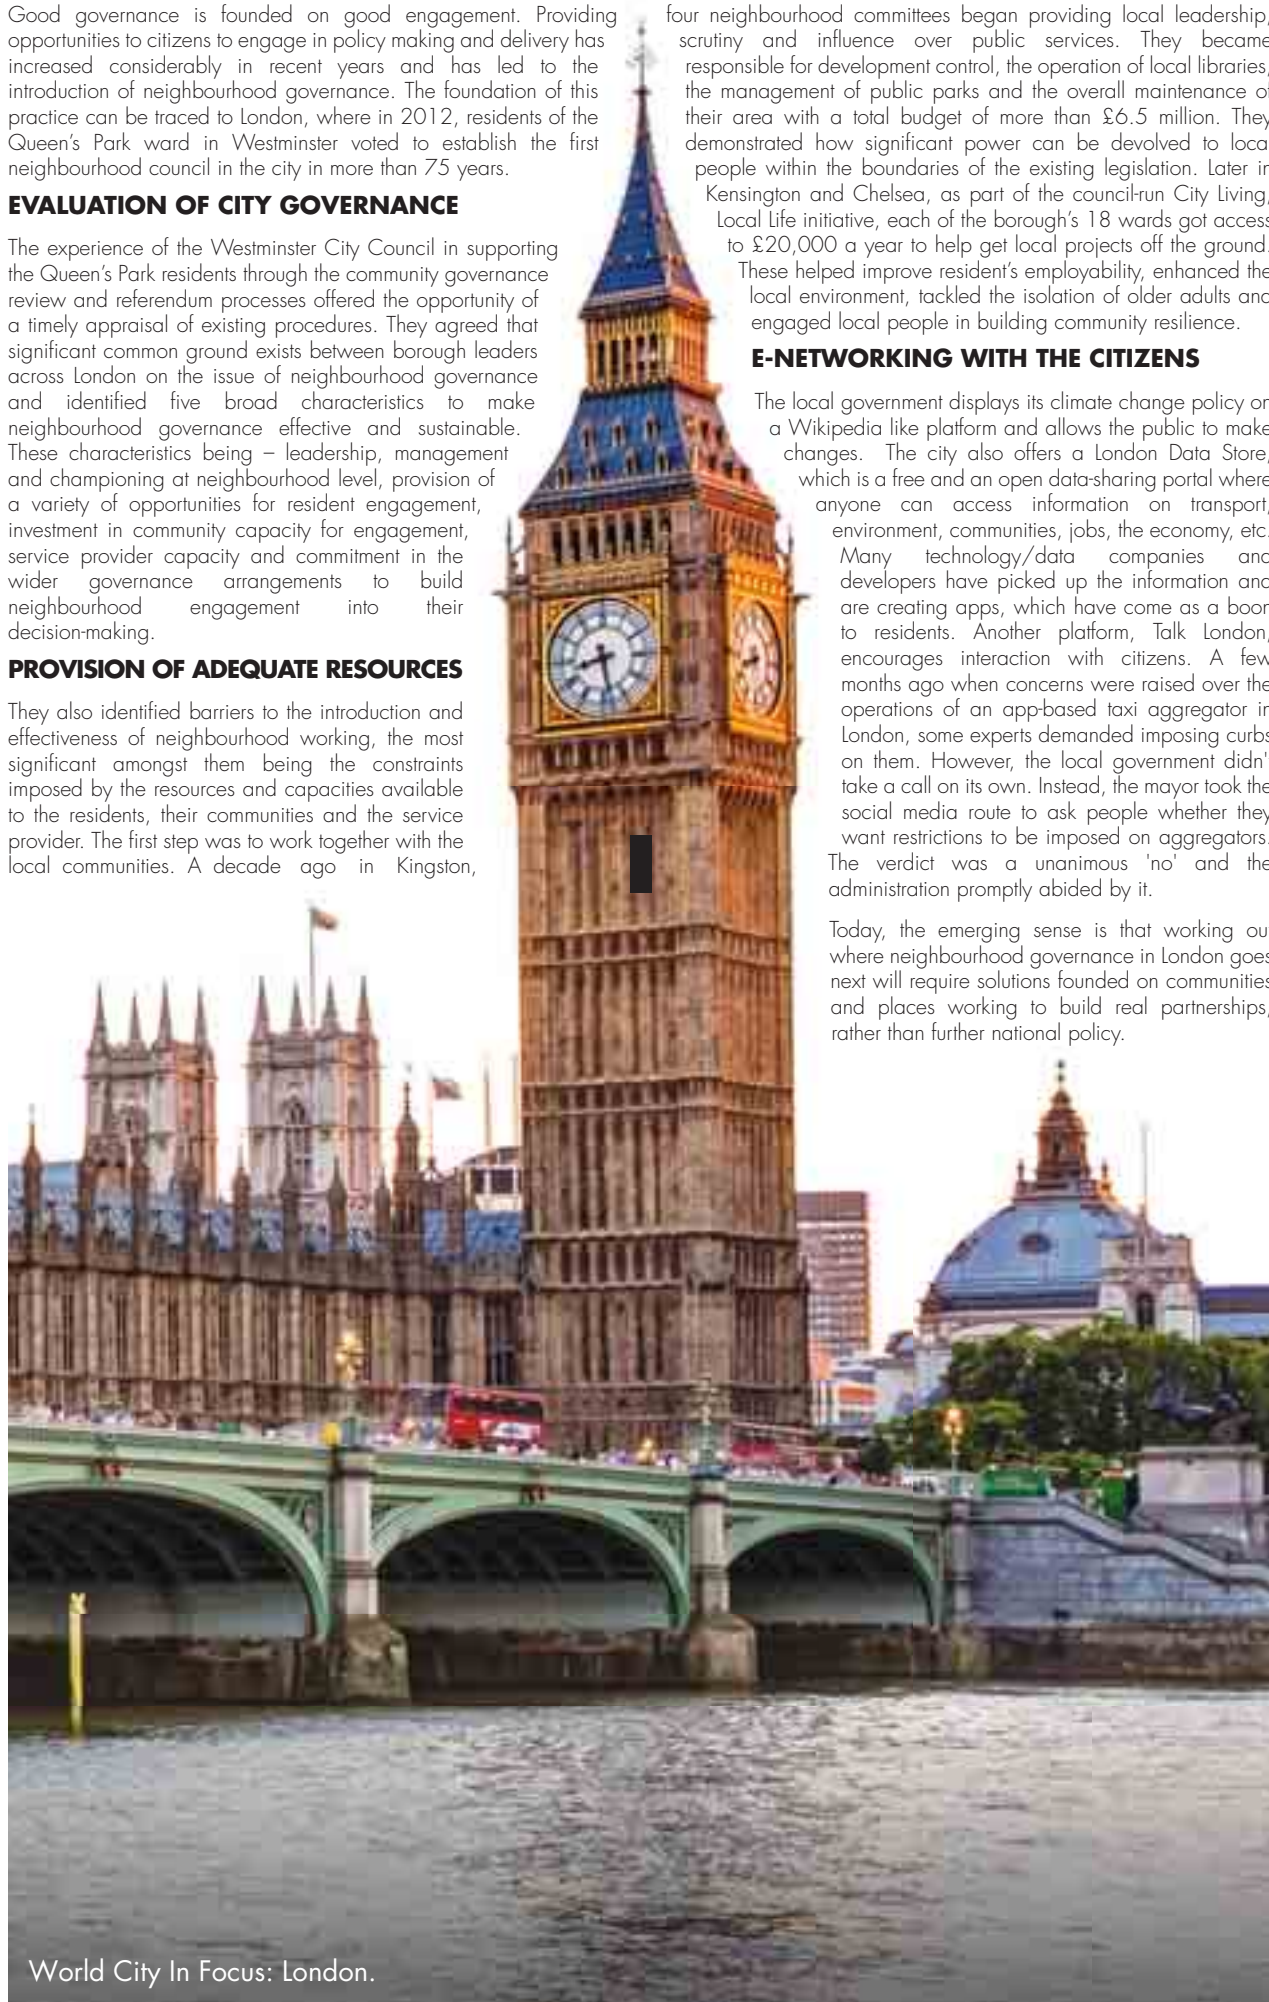 Good governance is founded on good engagement. Providing
opportunities to citizens to engage in policy making and delivery has
increased considerably in recent years and has led to the
introduction of neighbourhood governance. The foundation of this
practice can be traced to London, where in 2012, residents of the
Queen's Park ward in Westminster voted to establish the first
neighbourhood council in the city in more than 75 years.
EVALUATION OF CITY GOVERNANCE
The experience of the Westminster City Council in supporting
the Queen's Park residents through the community governance
review and referendum processes offered the opportunity of
a timely appraisal of existing procedures. They agreed that
significant common ground exists between borough leaders
across London on the issue of neighbourhood governance
and identified five broad characteristics to make
neighbourhood governance effective and sustainable.
These characteristics being – leadership, management
and championing at neighbourhood level, provision of
a variety of opportunities for resident engagement,
investment in community capacity for engagement,
service provider capacity and commitment in the
wider governance arrangements to build
neighbourhood engagement into their
decision-making.
PROVISION OF ADEQUATE RESOURCES
They also identified barriers to the introduction and
effectiveness of neighbourhood working, the most
significant amongst them being the constraints
imposed by the resources and capacities available
to the residents, their communities and the service
provider. The first step was to work together with the
local communities. A decade ago in Kingston,
four neighbourhood committees began providing local leadership,
scrutiny and influence over public services. They became
responsible for development control, the operation of local libraries,
the management of public parks and the overall maintenance of
their area with a total budget of more than £6.5 million. They
demonstrated how significant power can be devolved to local
people within the boundaries of the existing legislation. Later in
Kensington and Chelsea, as part of the council-run City Living,
Local Life initiative, each of the borough's 18 wards got access
to £20,000 a year to help get local projects off the ground.
These helped improve resident's employability, enhanced the
local environment, tackled the isolation of older adults and
engaged local people in building community resilience.
E-NETWORKING WITH THE CITIZENS
The local government displays its climate change policy on
a Wikipedia like platform and allows the public to make
changes. The city also offers a London Data Store,
which is a free and an open data-sharing portal where
anyone can access information on transport,
environment, communities, jobs, the economy, etc.
Many technology/data companies and
developers have picked up the information and
are creating apps, which have come as a boon
to residents. Another platform, Talk London,
encourages interaction with citizens. A few
months ago when concerns were raised over the
operations of an app-based taxi aggregator in
London, some experts demanded imposing curbs
on them. However, the local government didn'
take a call on its own. Instead, the mayor took the
social media route to ask people whether they
want restrictions to be imposed on aggregators.
The verdict was a unanimous 'no' and the
administration promptly abided by it.
Today, the emerging sense is that working ou
where neighbourhood governance in London goes
next will require solutions founded on communities
and places working to build real partnerships,
rather than further national policy.
World City In Focus: London.